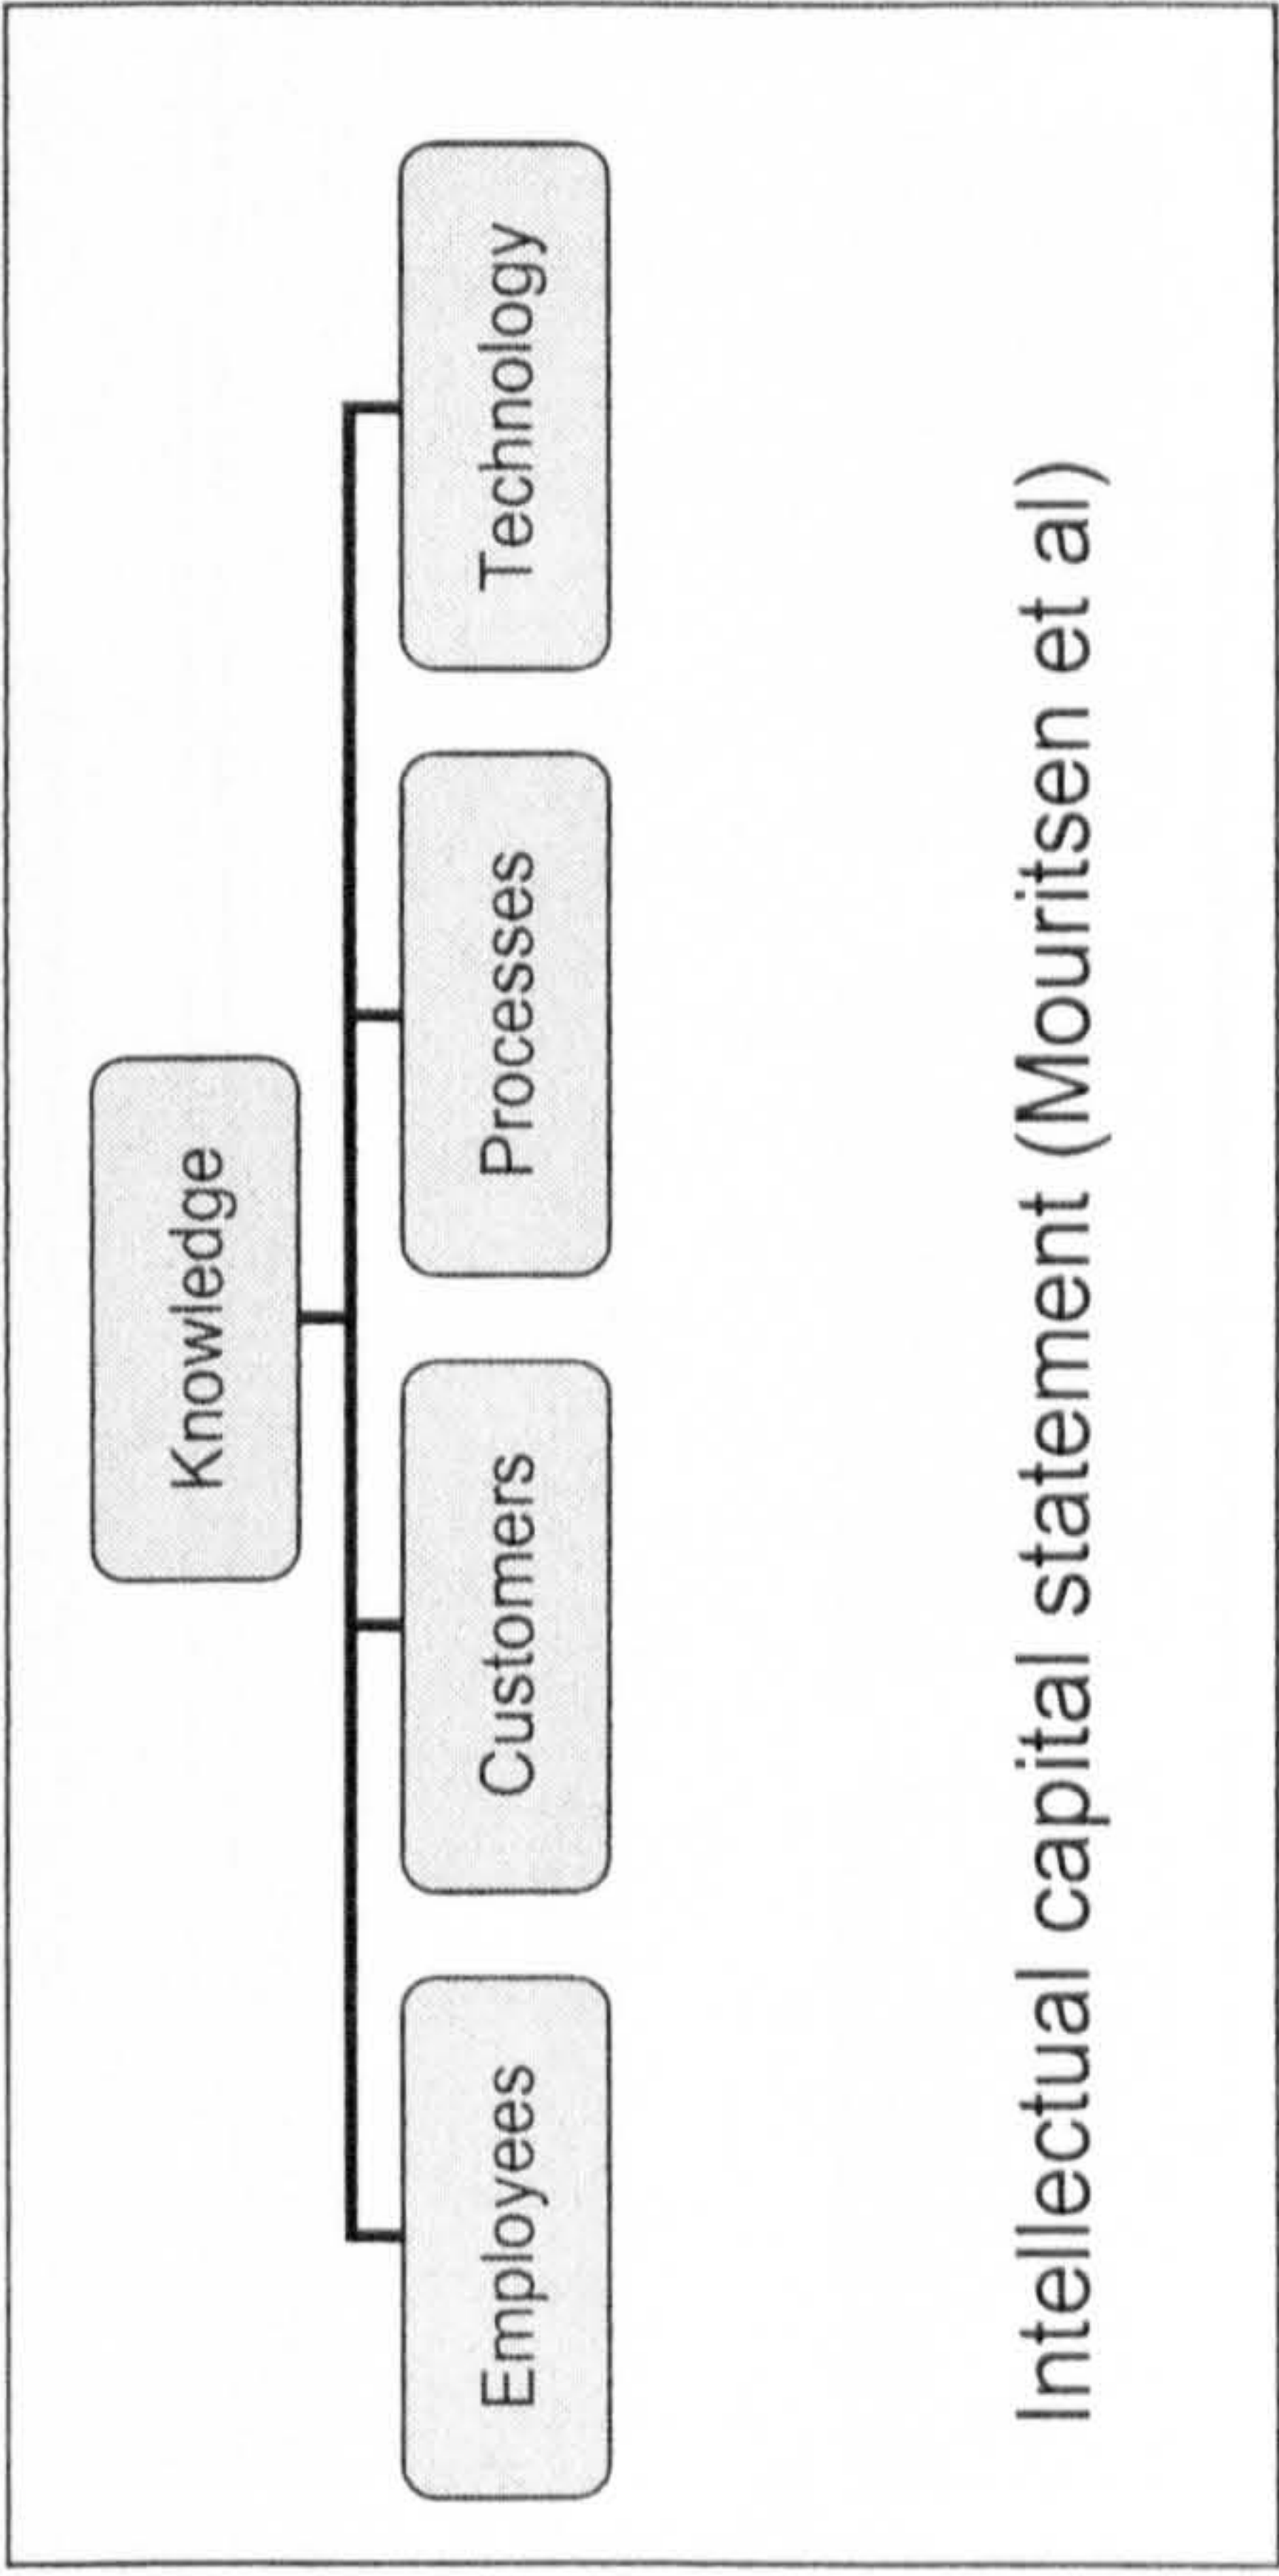 Knowledge
Employees
Customers
Processes
Technology
Intellectual capital statement (Mouritsen et al)